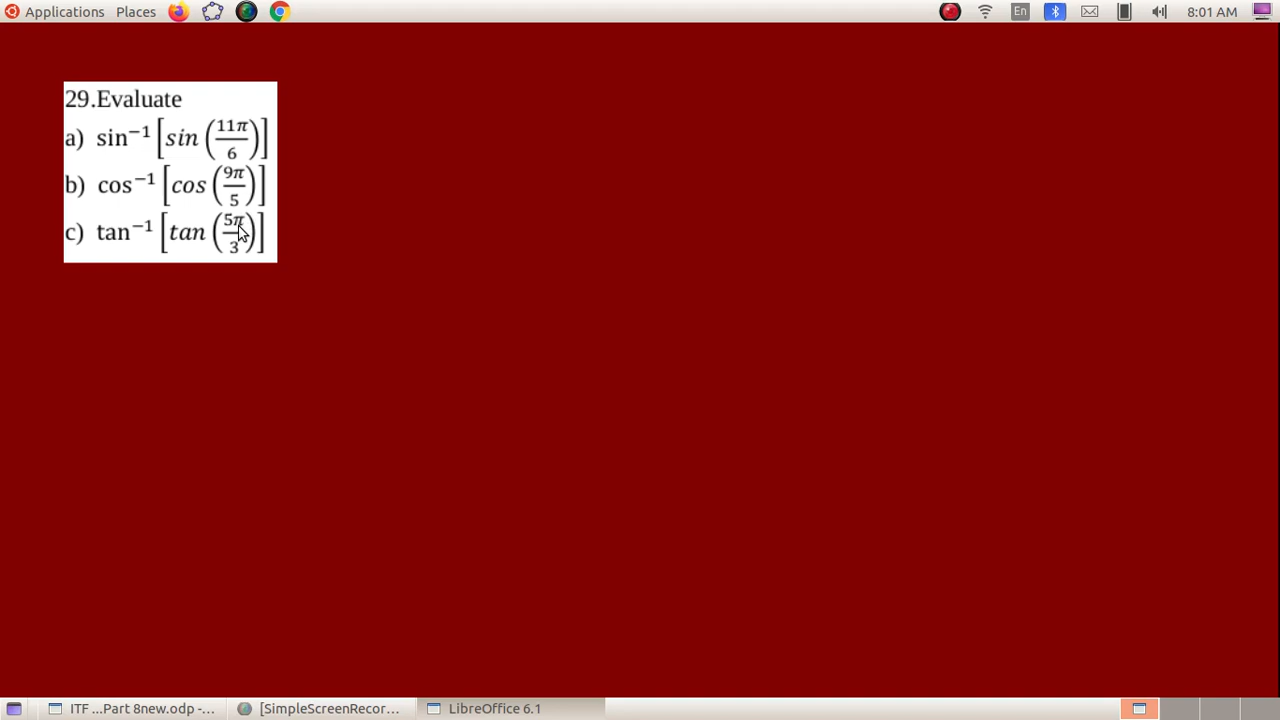 Applications Places En 8:01 AM
29.Evaluate
a) sin⁻¹ [sin (11π/6)]
b) cos⁻¹ [cos (9π/5)]
c) tan⁻¹ [tan (5π/3)]
ITF ...Part 8new.odp -... [SimpleScreenRecor... LibreOffice 6.1